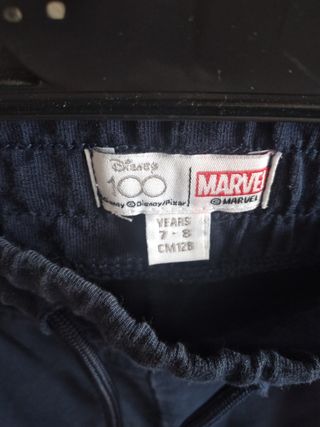 Disney
100
Disney ©Disney/Pixar
MARVEL
© MARVEL
YEARS
7 - 8
CM128